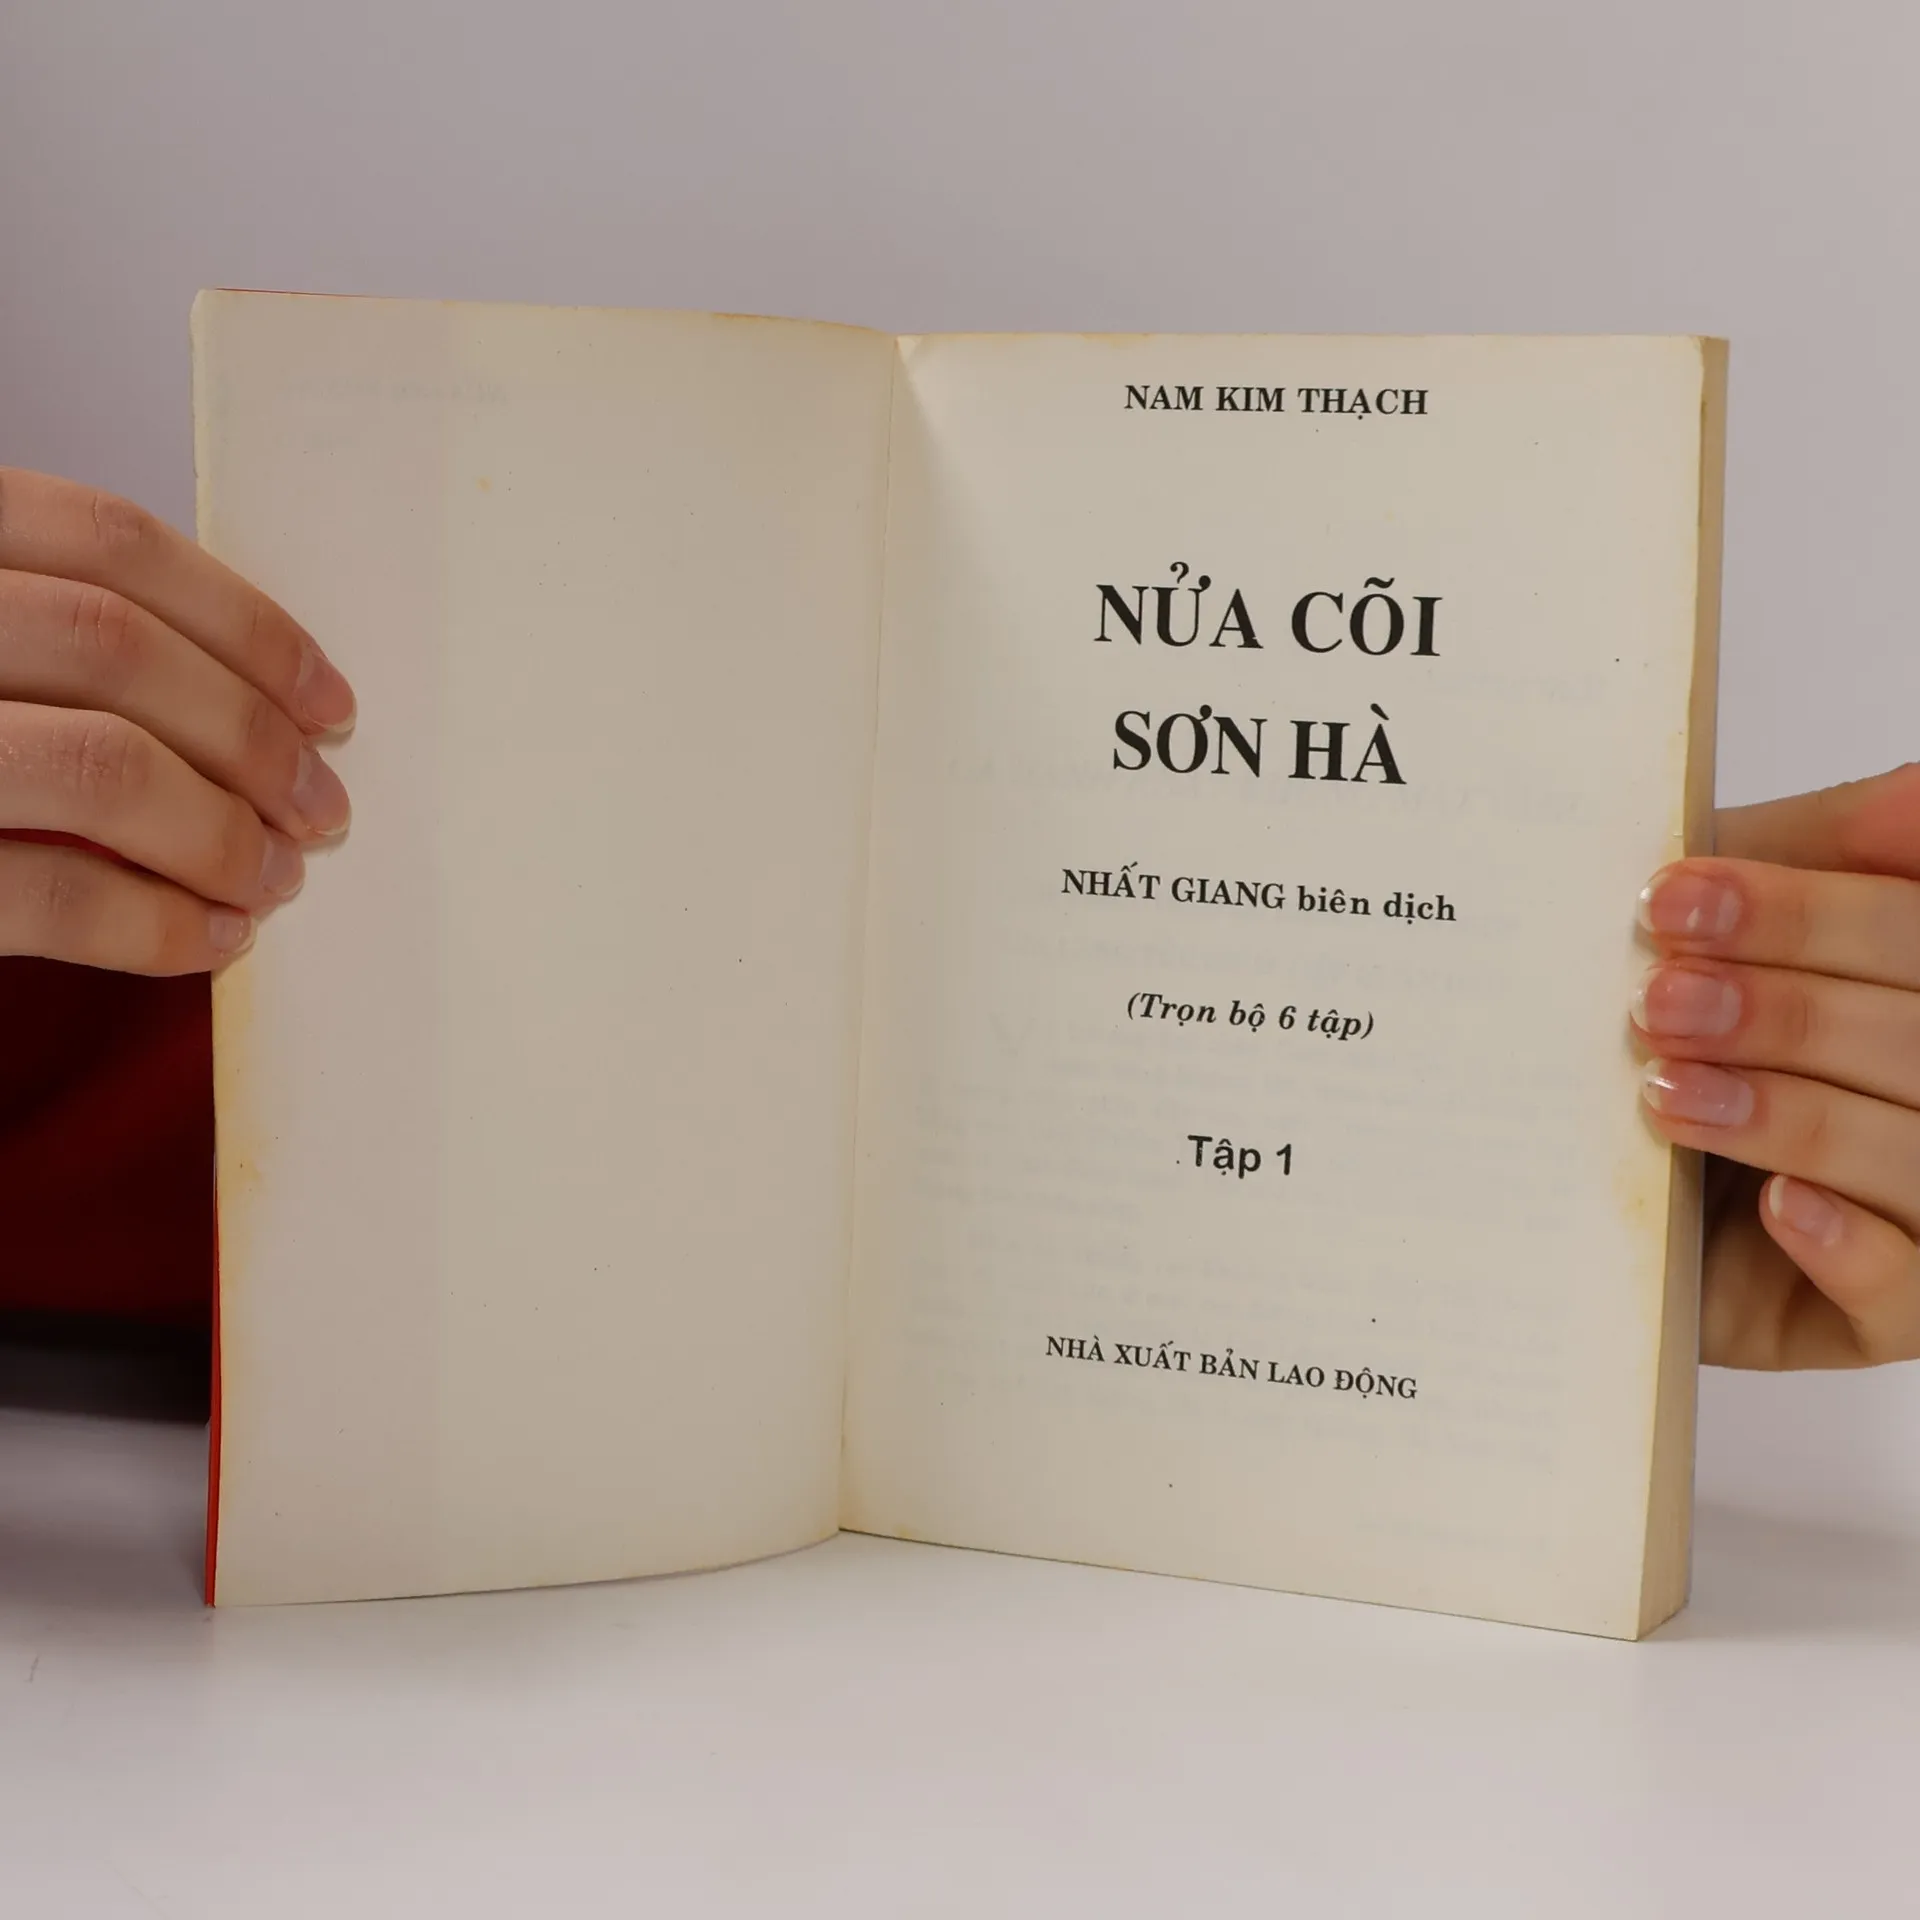 NAM KIM THẠCH
NỬA CÕI
SƠN HÀ
NHẤT GIANG biên dịch
(Trọn bộ 6 tập)
Tập 1
NHÀ XUẤT BẢN LAO ĐỘNG